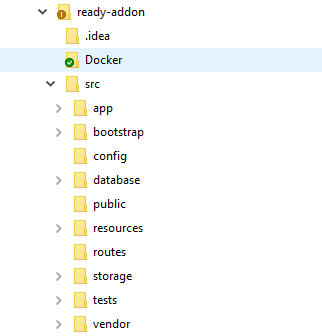 ready-addon
.idea
Docker
src
app
bootstrap
config
database
public
resources
routes
storage
tests
vendor